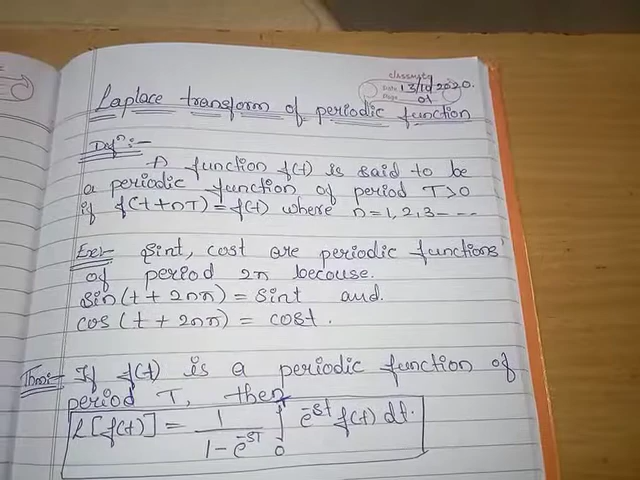 classmate
Date 13/10/2020.
Page 01
Laplace transform of periodic function
Defⁿ:-
A function f(t) is said to be
a periodic function of period T>0
if f(t+nT) = f(t) where n=1,2,3----
Ex:- Sint, cost are periodic functions
of period 2π becouse.
sin(t+2nπ) = sint and.
cos(t+2nπ) = cost.
Thm:- If f(t) is a periodic function of
period T, then
L[f(t)] = 1/(1-e^-ST) ∫₀ᵀ e^-st f(t) dt.